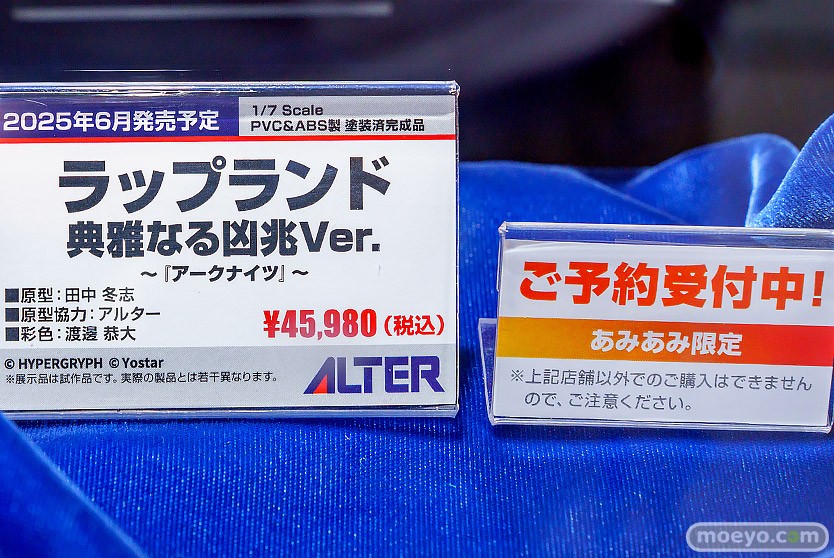 2025年6月発売予定
1/7 Scale
PVC&ABS製 塗装済完成品
ラップランド
典雅なる凶兆Ver.
～『アークナイツ』～
■原型：田中 冬志
■原型協力：アルター
■彩色：渡邊 恭大
¥45,980（税込）
© HYPERGRYPH © Yostar
※展示品は試作品です。実際の製品とは若干異なります。
ALTER
ご予約受付中！
あみあみ限定
※上記店舗以外でのご購入はできません
ので、ご注意ください。
moeyo.com